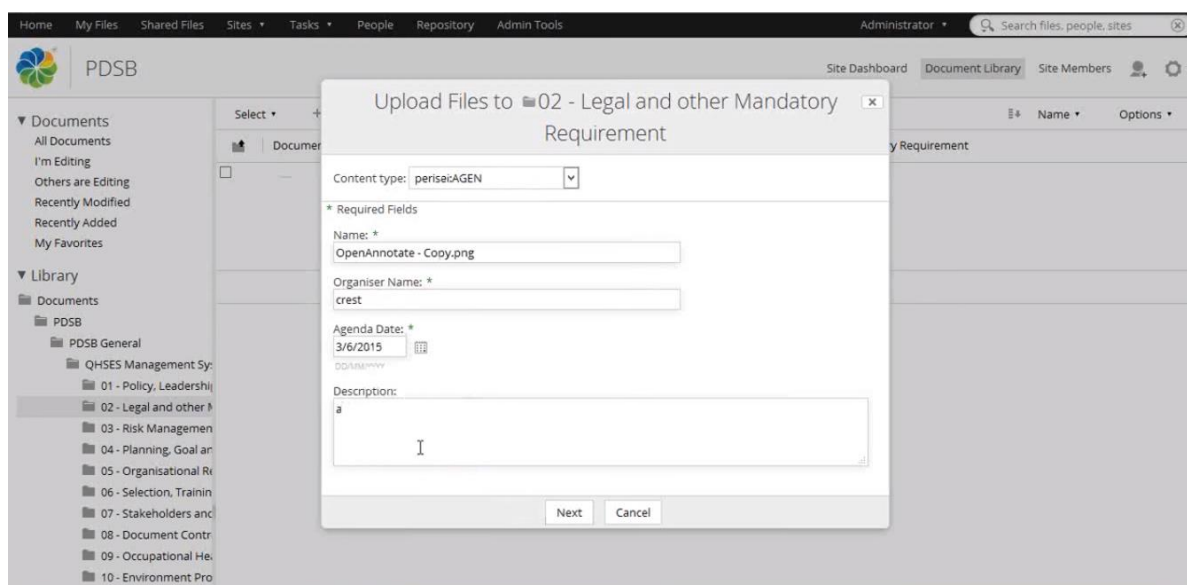 Home My Files Shared Files Sites Tasks People Repository Admin Tools Administrator Search files, people, sites
PDSB
Site Dashboard Document Library Site Members
Select + Name Options
Documents
All Documents
I'm Editing
Others are Editing
Recently Modified
Recently Added
My Favorites
Library
Documents
PDSB
PDSB General
QHSES Management Sy
01 - Policy, Leadershi
02 - Legal and other M
03 - Risk Managemen
04 - Planning, Goal an
05 - Organisational Re
06 - Selection, Trainin
07 - Stakeholders and
08 - Document Contr
09 - Occupational Hea
10 - Environment Pro
Documen
y Requirement
Upload Files to 02 - Legal and other Mandatory
Requirement
Content type: perisai:AGEN
* Required Fields
Name: *
OpenAnnotate - Copy.png
Organiser Name: *
crest
Agenda Date: *
3/6/2015
DD/MM/YYYY
Description:
a
Next Cancel